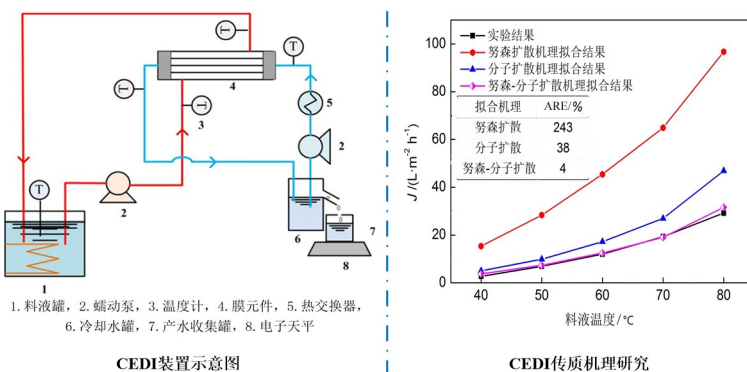 T
T
T
T
T
4
5
3
2
2
6
7
8
1
1.料液罐，2.蠕动泵，3.温度计，4.膜元件，5.热交换器，
6.冷却水罐，7.产水收集罐，8.电子天平
CEDI装置示意图
实验结果
努森扩散机理拟合结果
分子扩散机理拟合结果
努森-分子扩散机理拟合结果
拟合机理 ARE/%
努森扩散 243
分子扩散 38
努森-分子扩散 4
J /(L·m⁻² h⁻¹)
100
80
60
40
20
0
40 50 60 70 80
料液温度/℃
CEDI传质机理研究